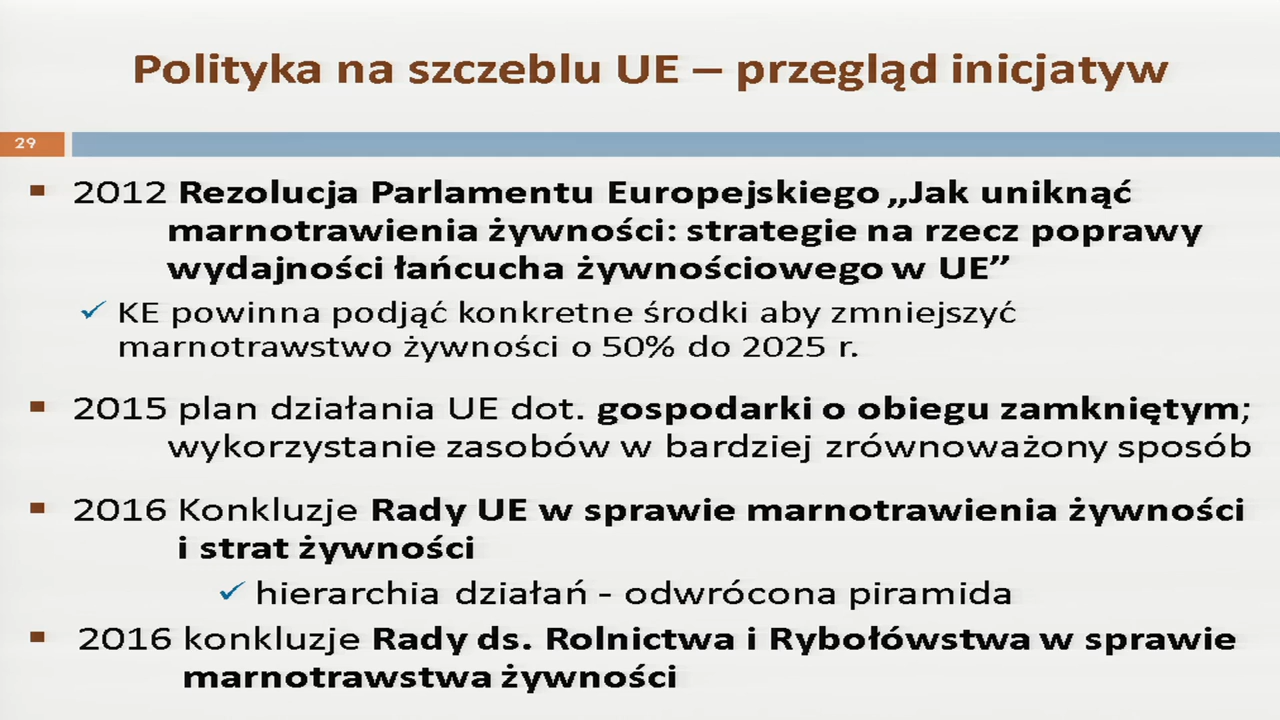 Polityka na szczeblu UE – przegląd inicjatyw
29
▪ 2012 Rezolucja Parlamentu Europejskiego „Jak uniknąć
marnotrawienia żywności: strategie na rzecz poprawy
wydajności łańcucha żywnościowego w UE”
✓ KE powinna podjąć konkretne środki aby zmniejszyć
marnotrawstwo żywności o 50% do 2025 r.
▪ 2015 plan działania UE dot. gospodarki o obiegu zamkniętym;
wykorzystanie zasobów w bardziej zrównoważony sposób
▪ 2016 Konkluzje Rady UE w sprawie marnotrawienia żywności
i strat żywności
✓ hierarchia działań - odwrócona piramida
▪ 2016 konkluzje Rady ds. Rolnictwa i Rybołówstwa w sprawie
marnotrawstwa żywności